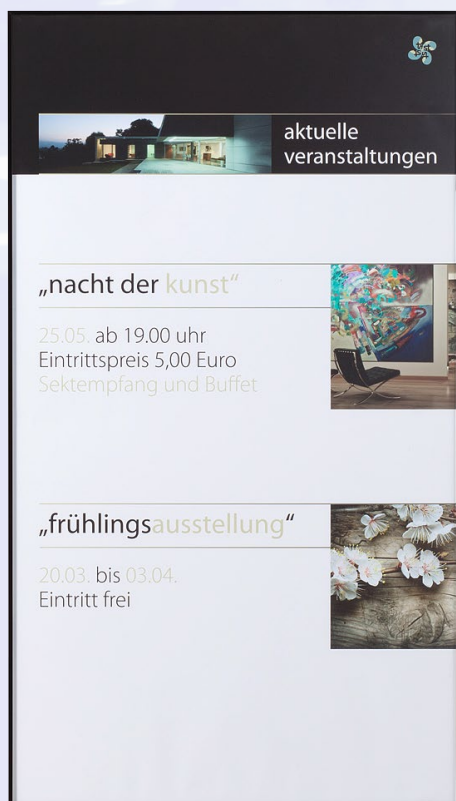 aktuelle
veranstaltungen
„nacht der kunst“
25.05. ab 19.00 uhr
Eintrittspreis 5,00 Euro
Sektempfang und Buffet
„frühlingsausstellung“
20.03. bis 03.04.
Eintritt frei